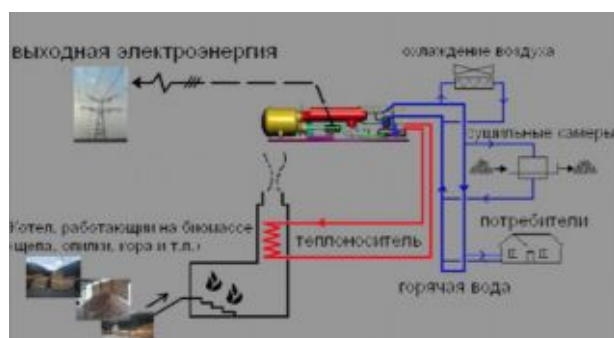 выходная электроэнергия
охлаждение воздуха
сушильные камеры
Котел, работающий на биомассе
(щепа, опилки, кора и т.п.)
теплоноситель
потребители
горячая вода